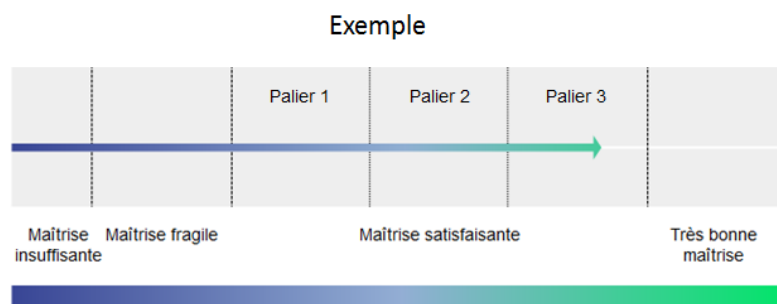 Exemple
Palier 1 Palier 2 Palier 3
Maîtrise insuffisante
Maîtrise fragile
Maîtrise satisfaisante
Très bonne maîtrise